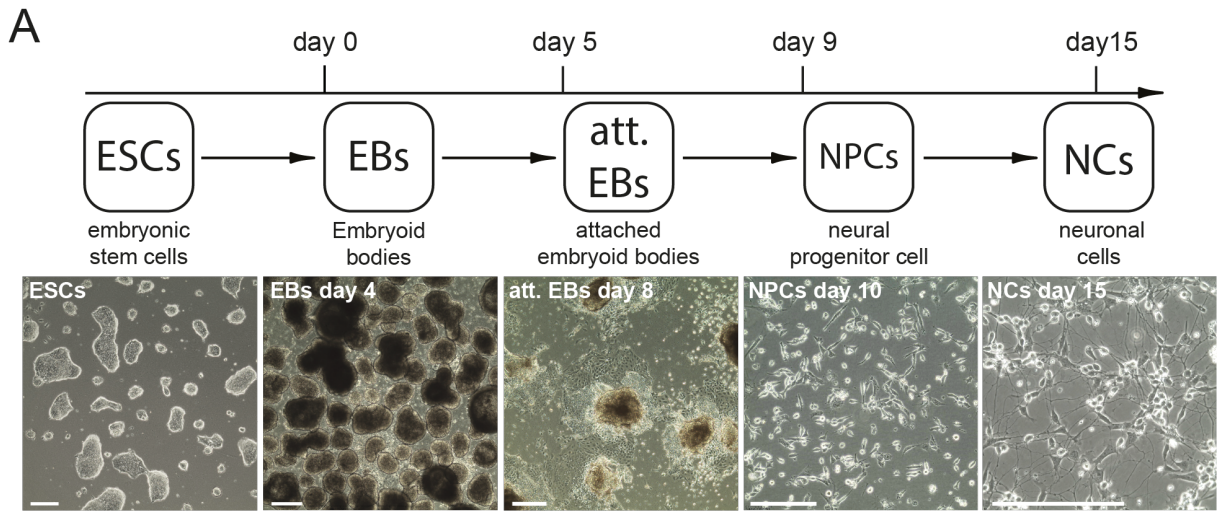 A
day 0
day 5
day 9
day15
ESCs
EBs
att.
EBs
NPCs
NCs
embryonic
stem cells
Embryoid
bodies
attached
embryoid bodies
neural
progenitor cell
neuronal
cells
ESCs
EBs day 4
att. EBs day 8
NPCs day 10
NCs day 15